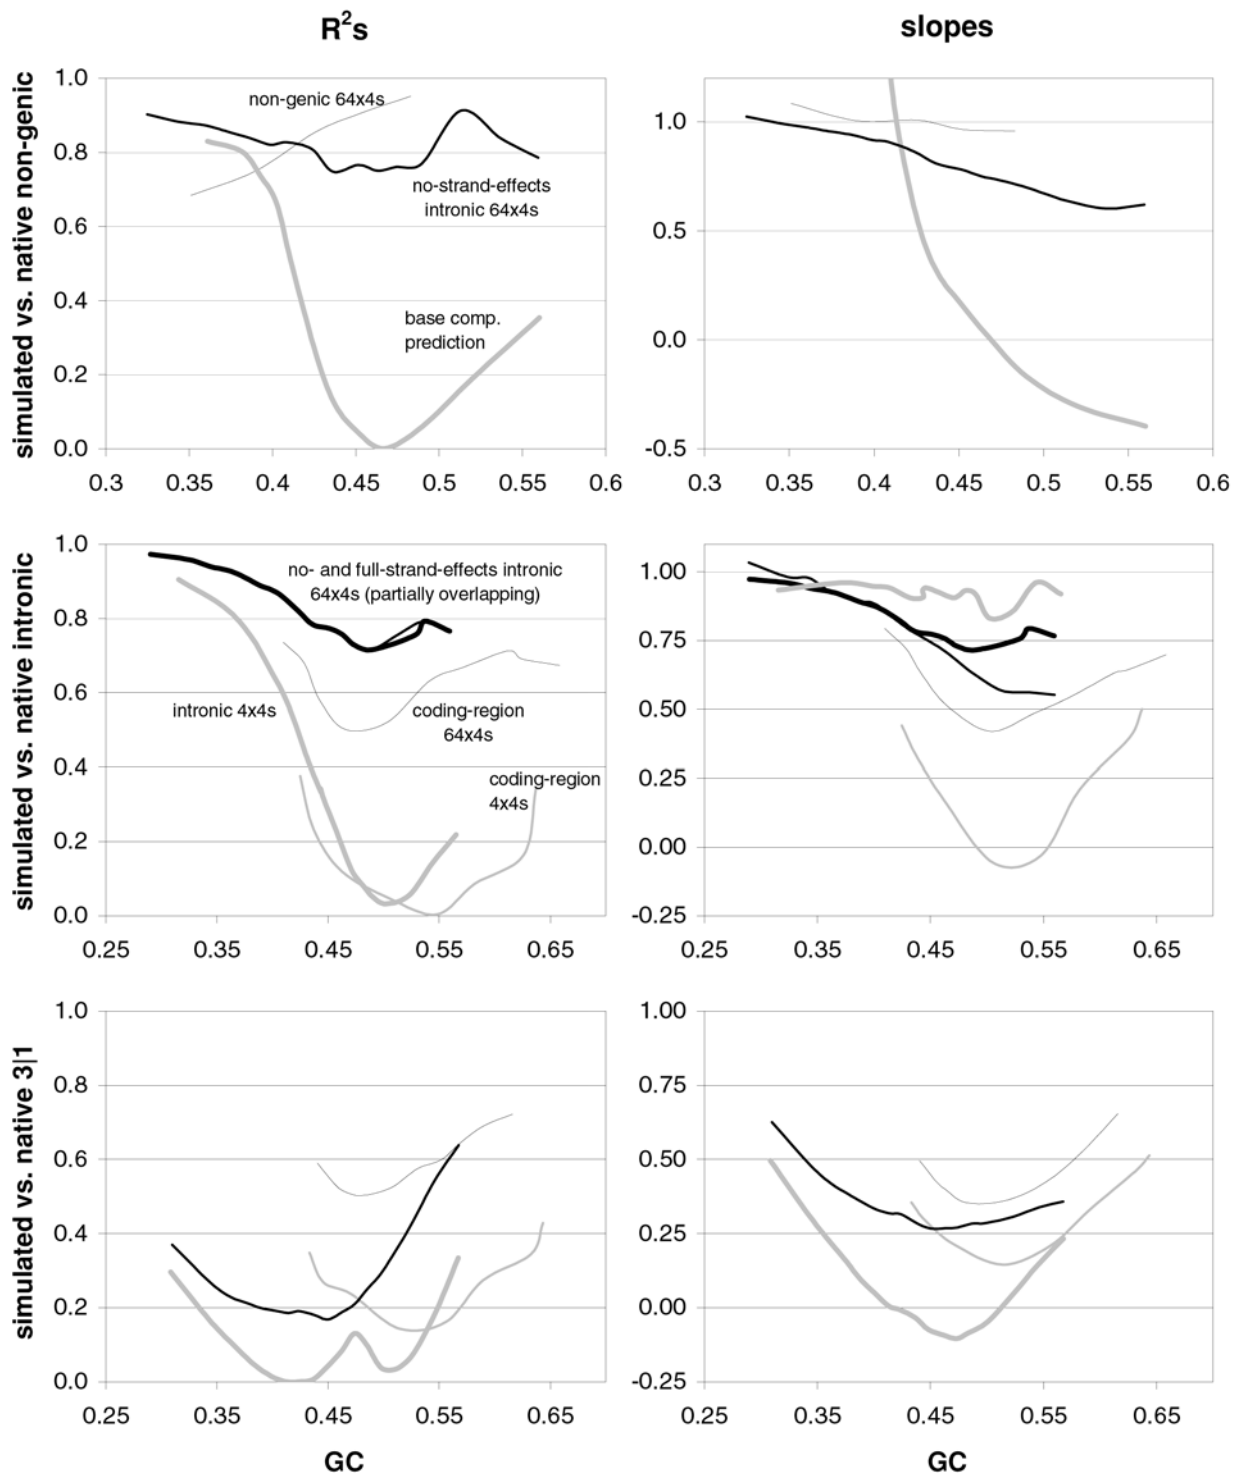 R²s
slopes
simulated vs. native non-genic
1.0
0.8
0.6
0.4
0.2
0.0
non-genic 64x4s
no-strand-effects
intronic 64x4s
base comp.
prediction
0.3 0.35 0.4 0.45 0.5 0.55 0.6
1.0
0.5
0.0
-0.5
0.3 0.35 0.4 0.45 0.5 0.55 0.6
simulated vs. native intronic
1.0
0.8
0.6
0.4
0.2
0.0
no- and full-strand-effects intronic
64x4s (partially overlapping)
intronic 4x4s
coding-region
64x4s
coding-region
4x4s
0.25 0.35 0.45 0.55 0.65
1.00
0.75
0.50
0.25
0.00
-0.25
0.25 0.35 0.45 0.55 0.65
simulated vs. native 3|1
1.0
0.8
0.6
0.4
0.2
0.0
0.25 0.35 0.45 0.55 0.65
GC
1.00
0.75
0.50
0.25
0.00
-0.25
0.25 0.35 0.45 0.55 0.65
GC